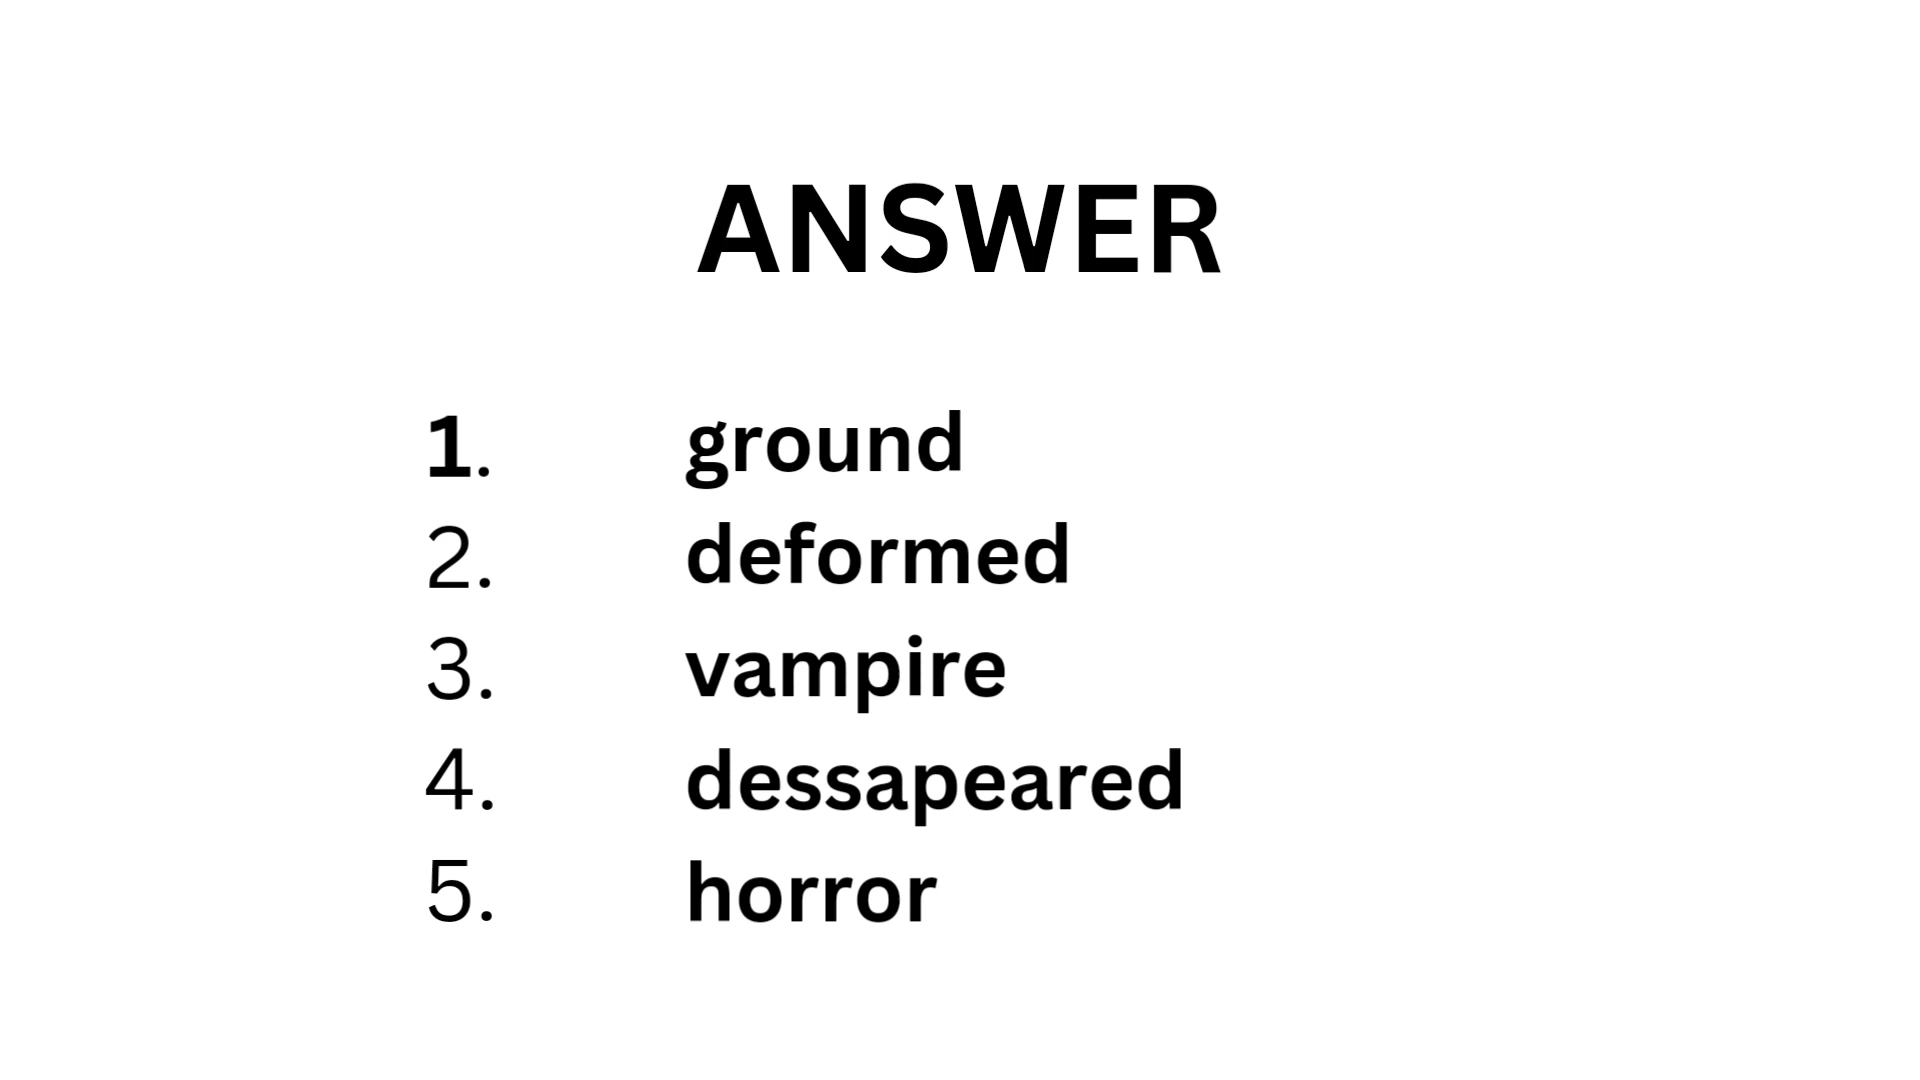 ANSWER
1. ground
2. deformed
3. vampire
4. dessapeared
5. horror